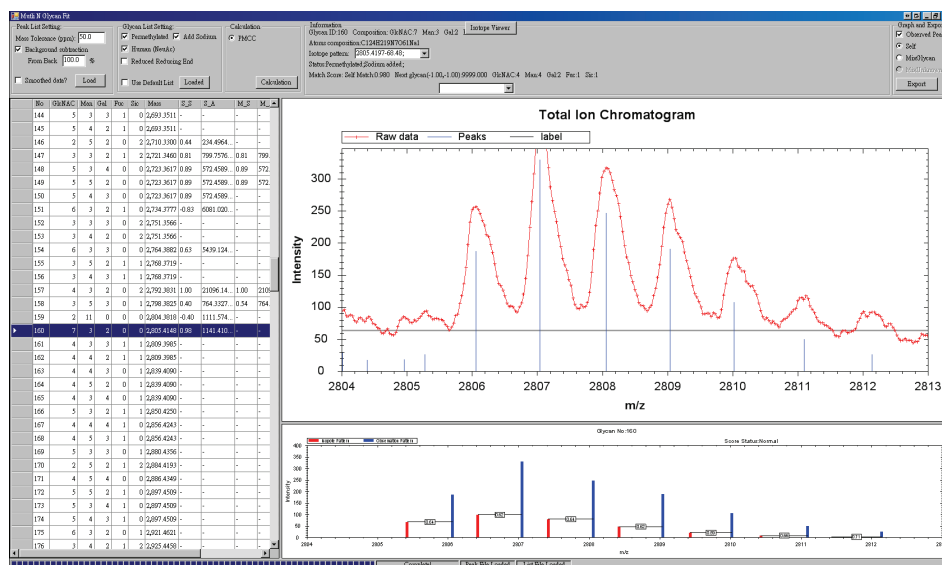 Multi N Glycan Fit
Peak List Setting:
Mass Tolerance (ppm): 50.0
Background subtraction
From Back 100.0 %
Smoothed data? Load
Glycan List Setting:
Permethylated Add Sodium
Human (NeuAc)
Reduced Reducing End
Use Default List Loaded
Calculation
PMCC
Calculation
Information
Glycan ID:160 Composition: GlcNAC:7 Man:3 Gal:2
Isotope Viewer
Atoms composition:C124H219N7O61Na1
Isotope pattern: 2805.4197-68.48;
Status:Permethylated;Sodium added;
Match Score: Self Match:0.980 Next glycan(-1.00,-1.00):9999.000 GlcNAC:4 Man:4 Gal:2 Fuc:1 Sic:1
Graph and Expor
Observed Pea
Self
MixGlycan
MixUnknown
Export
No GlcNAC Man Gal Fuc Sic Mass S_S S_A M_S M_
144 5 3 3 1 0 2,693.3511 - - - -
145 5 4 2 1 0 2,693.3511 - - - -
146 2 5 2 0 2 2,710.3300 0.44 234.4964... - -
147 3 3 2 1 2 2,721.3460 0.81 799.7576... 0.81 799.
148 5 3 4 0 0 2,723.3617 0.89 572.4589... 0.89 572.
149 5 5 2 0 0 2,723.3617 0.89 572.4589... 0.89 572.
150 5 4 3 0 0 2,723.3617 0.89 572.4589... - -
151 6 3 2 1 0 2,734.3777 -0.83 6081.020... - -
152 3 3 3 0 2 2,751.3566 - - - -
153 3 4 2 0 2 2,751.3566 - - - -
154 6 3 3 0 0 2,764.3882 0.63 5439.124... - -
155 3 5 2 1 1 2,768.3719 - - - -
156 3 4 3 1 1 2,768.3719 - - - -
157 4 3 2 0 2 2,792.3831 1.00 21096.14... 1.00 2109
158 3 5 3 0 1 2,798.3825 0.40 764.3327... 0.54 764.
159 2 11 0 0 0 2,804.3818 -0.40 1111.574... - -
160 7 3 2 0 0 2,805.4148 0.98 1141.410... - -
161 4 3 3 1 1 2,809.3985 - - - -
162 4 4 2 1 1 2,809.3985 - - - -
163 4 4 3 0 1 2,839.4090 - - - -
164 4 5 2 0 1 2,839.4090 - - - -
165 4 3 4 0 1 2,839.4090 - - - -
166 5 3 2 1 1 2,850.4250 - - - -
167 4 4 4 1 0 2,856.4243 - - - -
168 4 5 3 1 0 2,856.4243 - - - -
169 5 3 3 0 1 2,880.4356 - - - -
170 2 5 2 1 2 2,884.4193 - - - -
171 4 5 4 0 0 2,886.4349 - - - -
172 5 5 2 1 0 2,897.4509 - - - -
173 5 3 4 1 0 2,897.4509 - - - -
174 5 4 3 1 0 2,897.4509 - - - -
175 6 3 2 0 1 2,921.4621 - - - -
176 3 4 2 1 2 2,925.4458 - - - -
Total Ion Chromatogram
Raw data Peaks label
300
250
200
150
100
50
0
Intensity
2804 2805 2806 2807 2808 2809 2810 2811 2812 2813
m/z
Glycan No:160
Score Status:Normal
400
350
300
250
200
150
100
50
0
Intensity
2804 2805 2806 2807 2808 2809 2810 2811 2812
m/z